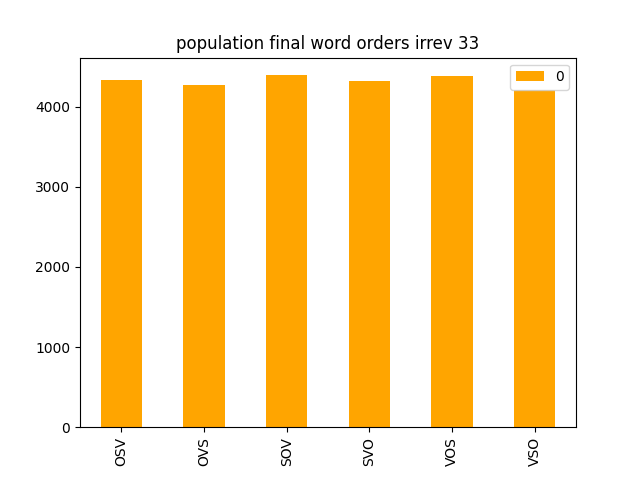 population final word orders irrev 33
0
4000
3000
2000
1000
0
OSV
OVS
SOV
SVO
VOS
VSO